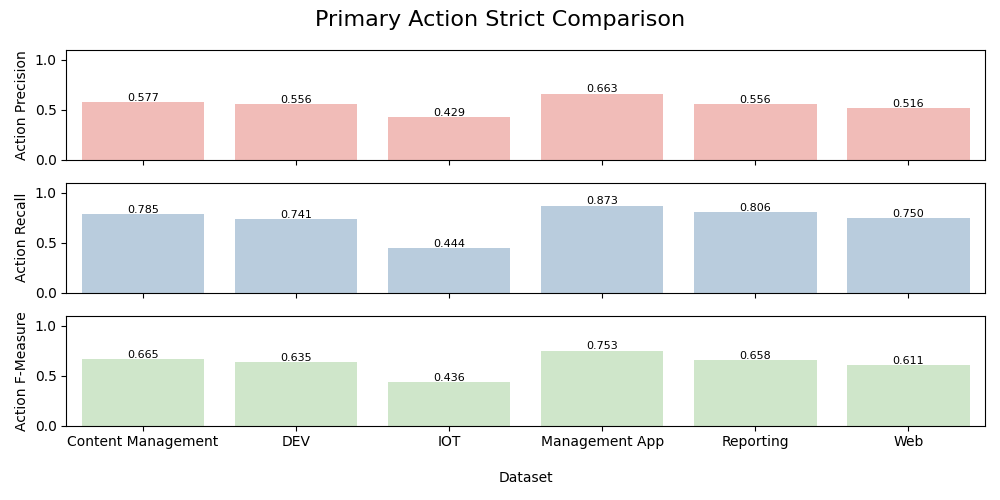 Primary Action Strict Comparison
Action Precision
1.0
0.5
0.0
0.577
0.556
0.429
0.663
0.556
0.516
Action Recall
1.0
0.5
0.0
0.785
0.741
0.444
0.873
0.806
0.750
Action F-Measure
1.0
0.5
0.0
0.665
0.635
0.436
0.753
0.658
0.611
Content Management
DEV
IOT
Management App
Reporting
Web
Dataset